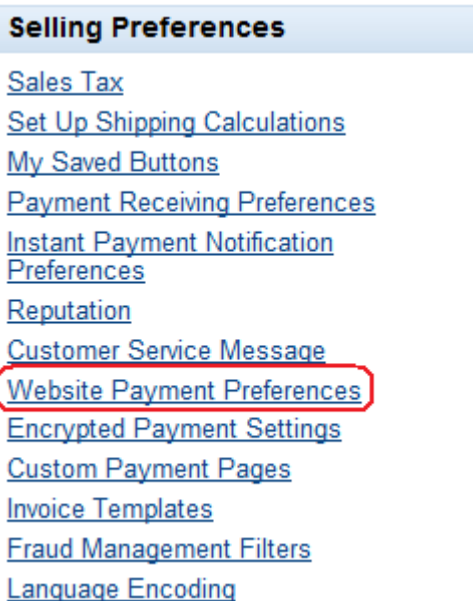 Selling Preferences
Sales Tax
Set Up Shipping Calculations
My Saved Buttons
Payment Receiving Preferences
Instant Payment Notification
Preferences
Reputation
Customer Service Message
Website Payment Preferences
Encrypted Payment Settings
Custom Payment Pages
Invoice Templates
Fraud Management Filters
Language Encoding